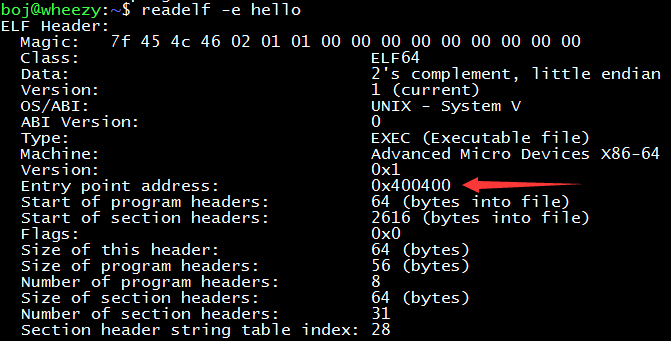 boj@wheezy:~$ readelf -e hello
ELF Header:
  Magic:   7f 45 4c 46 02 01 01 00 00 00 00 00 00 00 00 00
  Class:                             ELF64
  Data:                              2's complement, little endian
  Version:                           1 (current)
  OS/ABI:                            UNIX - System V
  ABI Version:                       0
  Type:                              EXEC (Executable file)
  Machine:                           Advanced Micro Devices X86-64
  Version:                           0x1
  Entry point address:               0x400400
  Start of program headers:          64 (bytes into file)
  Start of section headers:          2616 (bytes into file)
  Flags:                             0x0
  Size of this header:               64 (bytes)
  Size of program headers:           56 (bytes)
  Number of program headers:         8
  Size of section headers:           64 (bytes)
  Number of section headers:         31
  Section header string table index: 28